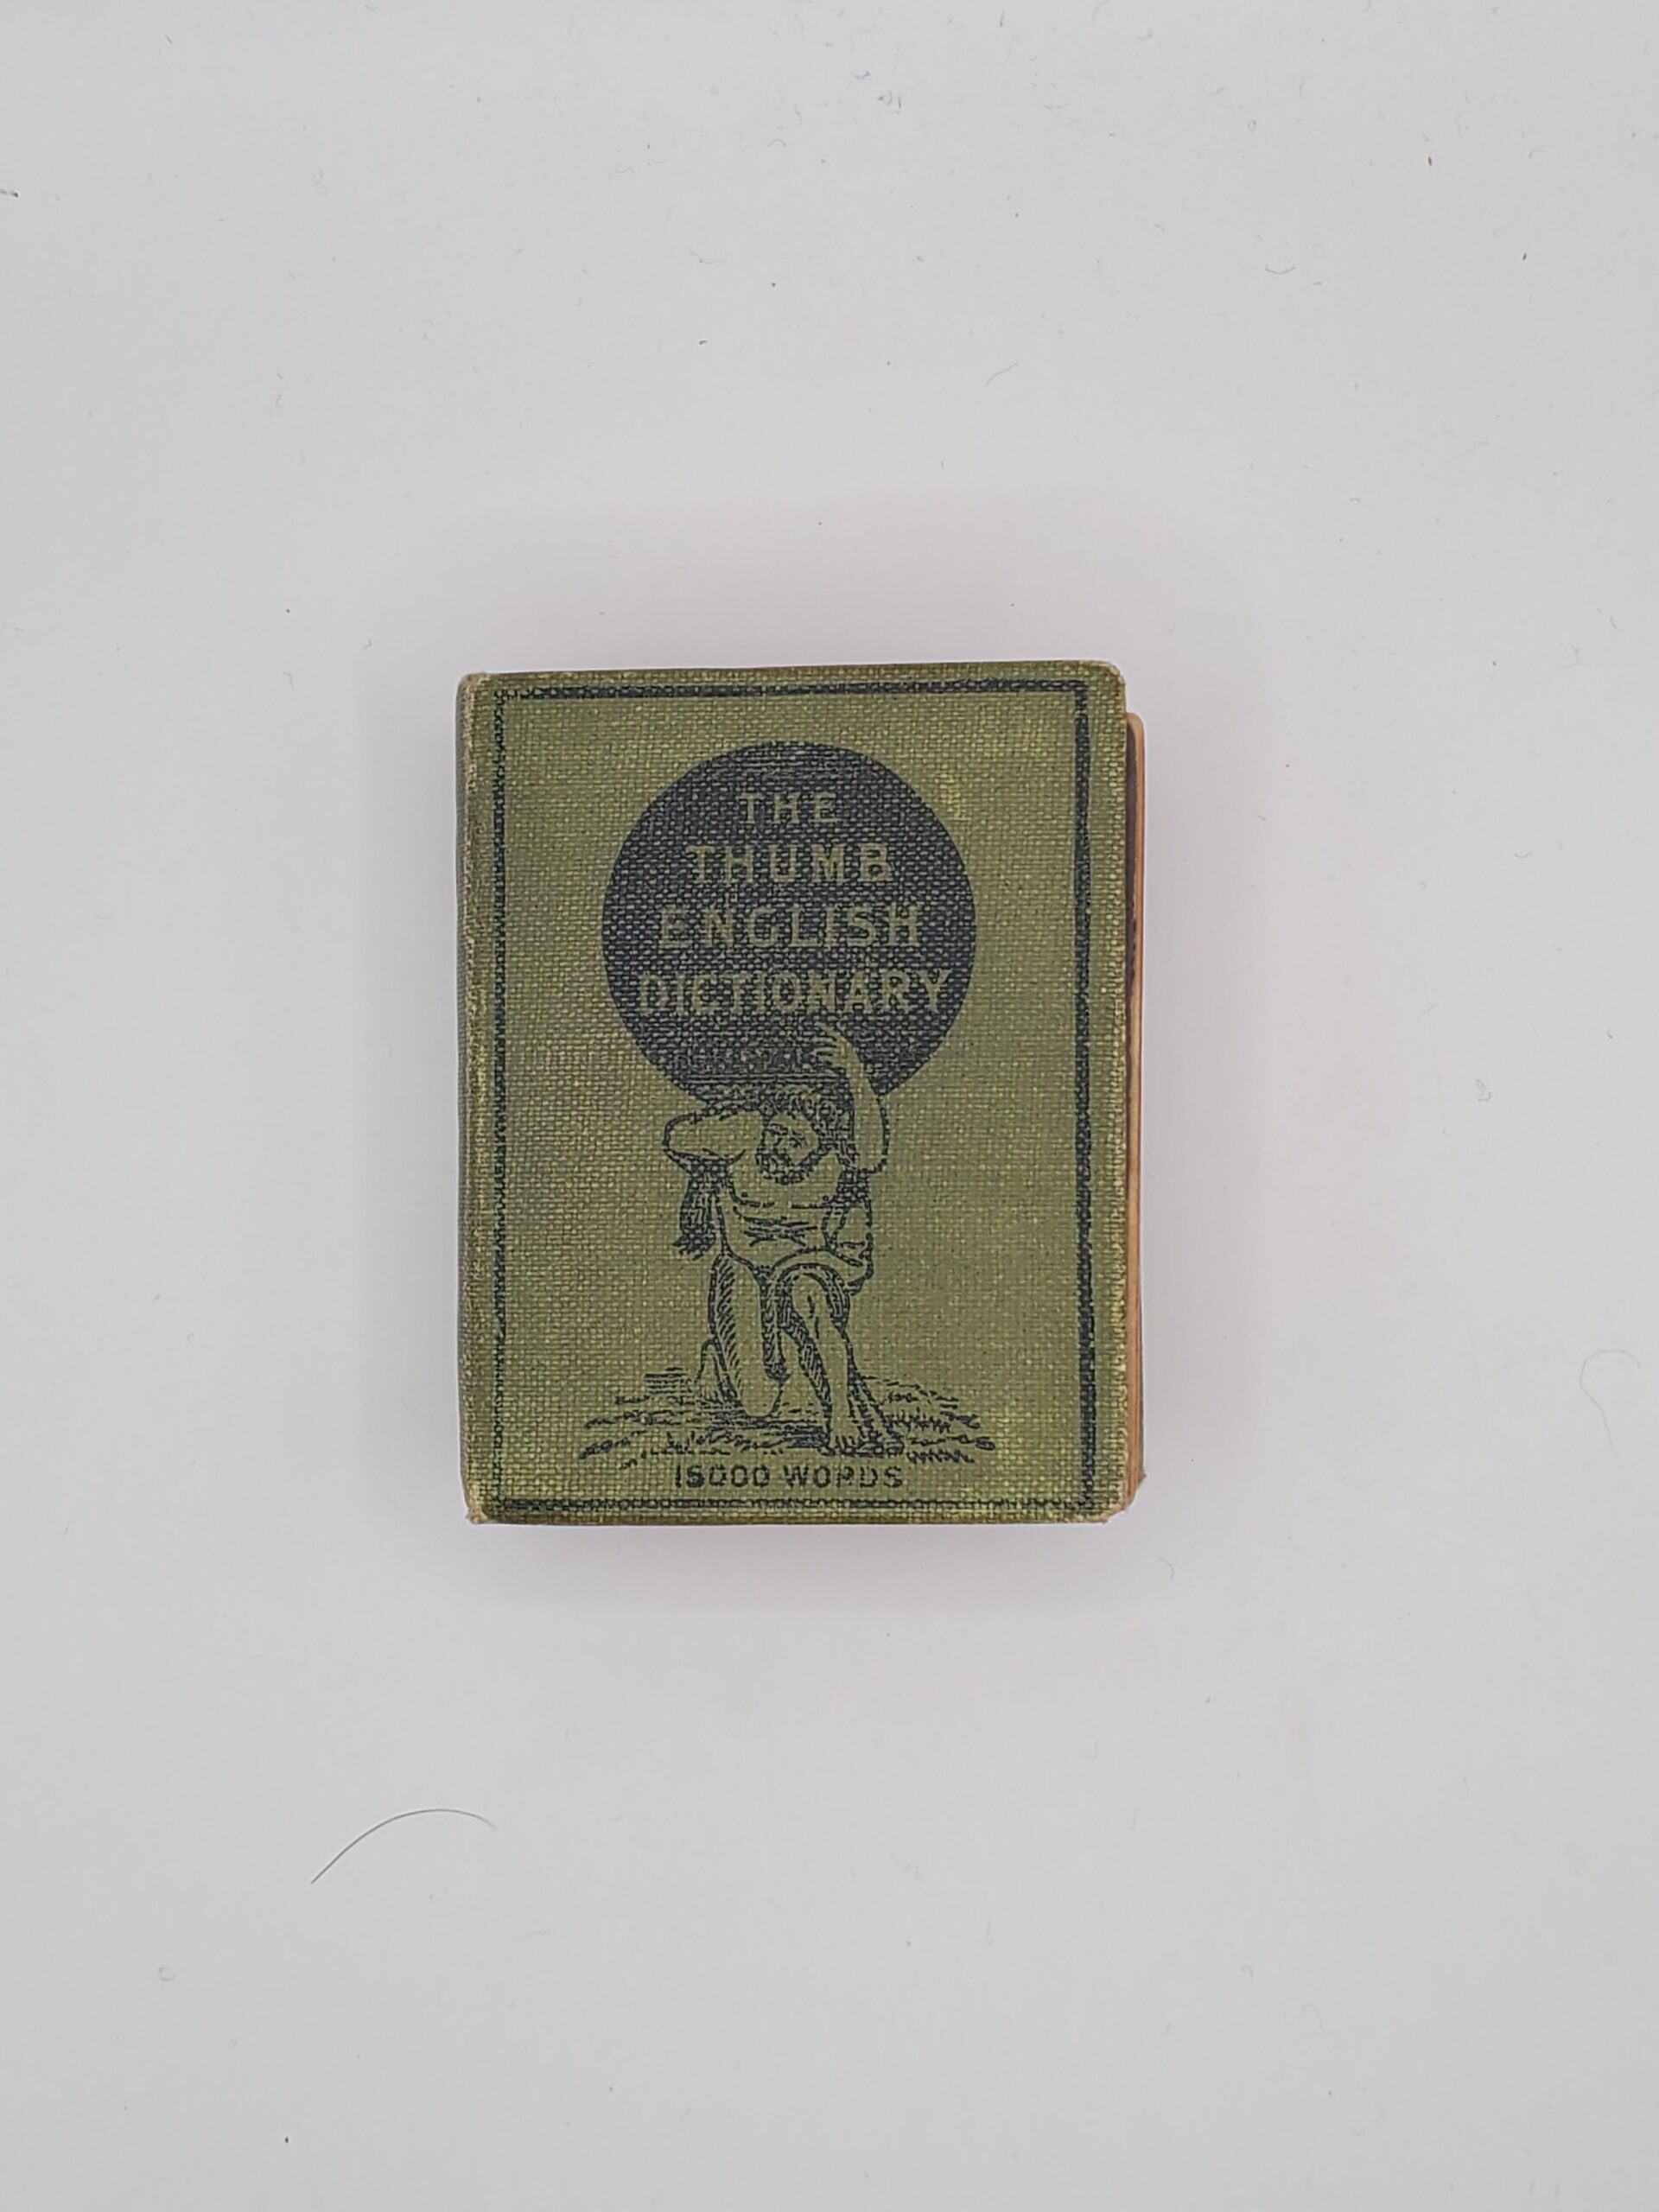 THE
THUMB
ENGLISH
DICTIONARY
15000 WORDS